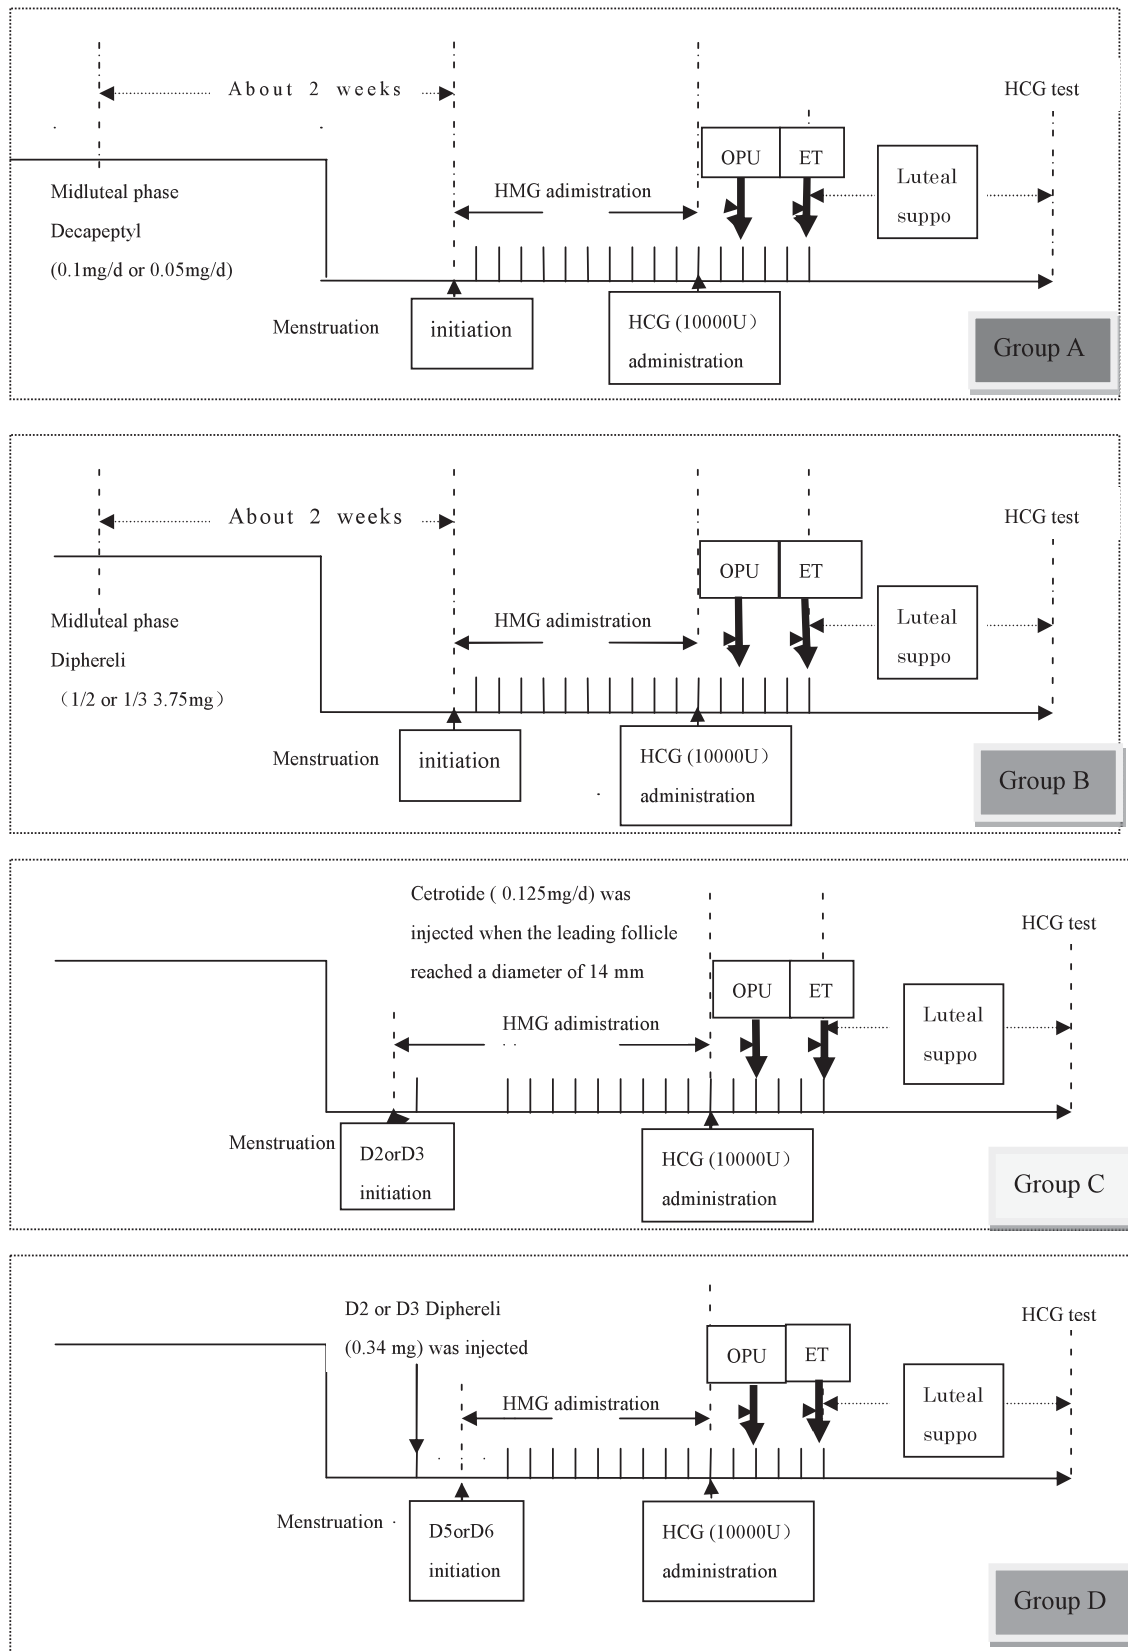 About 2 weeks
HCG test
OPU
ET
Midluteal phase
Decapeptyl
(0.1mg/d or 0.05mg/d)
HMG adimistration
Luteal
suppo
Menstruation
initiation
HCG (10000U）
administration
Group A
About 2 weeks
HCG test
OPU
ET
Midluteal phase
Diphereli
（1/2 or 1/3 3.75mg）
HMG adimistration
Luteal
suppo
Menstruation
initiation
HCG (10000U）
administration
Group B
Cetrotide ( 0.125mg/d) was
injected when the leading follicle
reached a diameter of 14 mm
HCG test
OPU
ET
HMG adimistration
Luteal
suppo
Menstruation
D2orD3
initiation
HCG (10000U）
administration
Group C
D2 or D3 Diphereli
(0.34 mg) was injected
HCG test
OPU
ET
HMG adimistration
Luteal
suppo
Menstruation
D5orD6
initiation
HCG (10000U）
administration
Group D